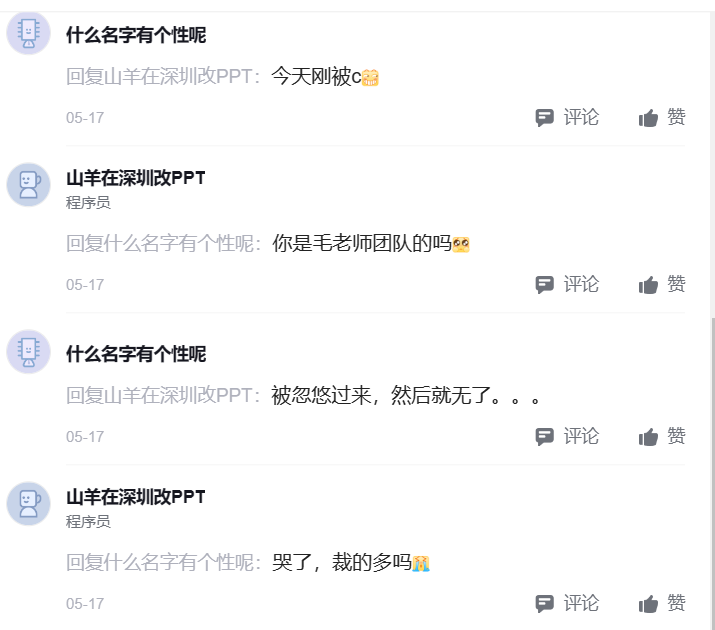 什么名字有个性呢
回复山羊在深圳改PPT：今天刚被c
05-17 评论 赞
山羊在深圳改PPT
程序员
回复什么名字有个性呢：你是毛老师团队的吗
05-17 评论 赞
什么名字有个性呢
回复山羊在深圳改PPT：被忽悠过来，然后就无了。。。
05-17 评论 赞
山羊在深圳改PPT
程序员
回复什么名字有个性呢：哭了，裁的多吗
05-17 评论 赞